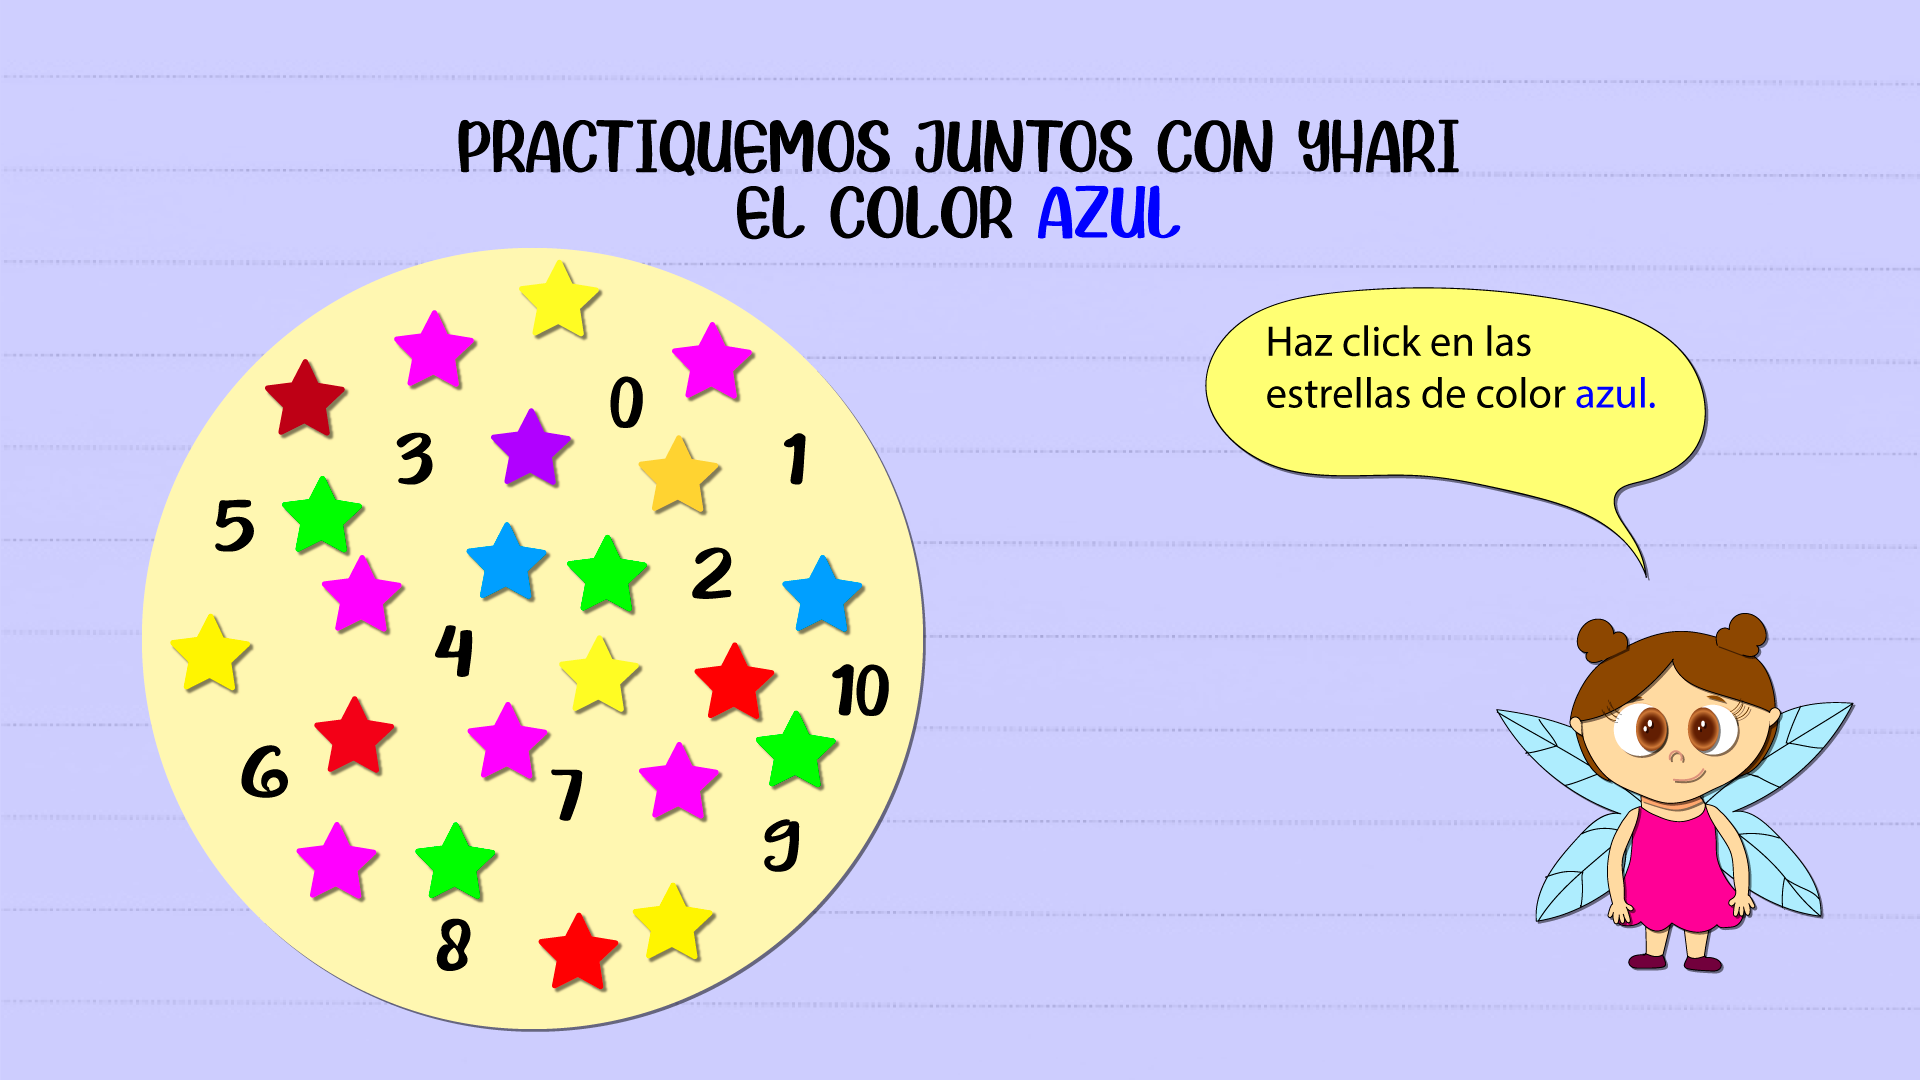 PRACTIQUEMOS JUNTOS CON YHARI
EL COLOR AZUL
Haz click en las
estrellas de color azul.
0
3
1
5
2
4
10
6
7
9
8